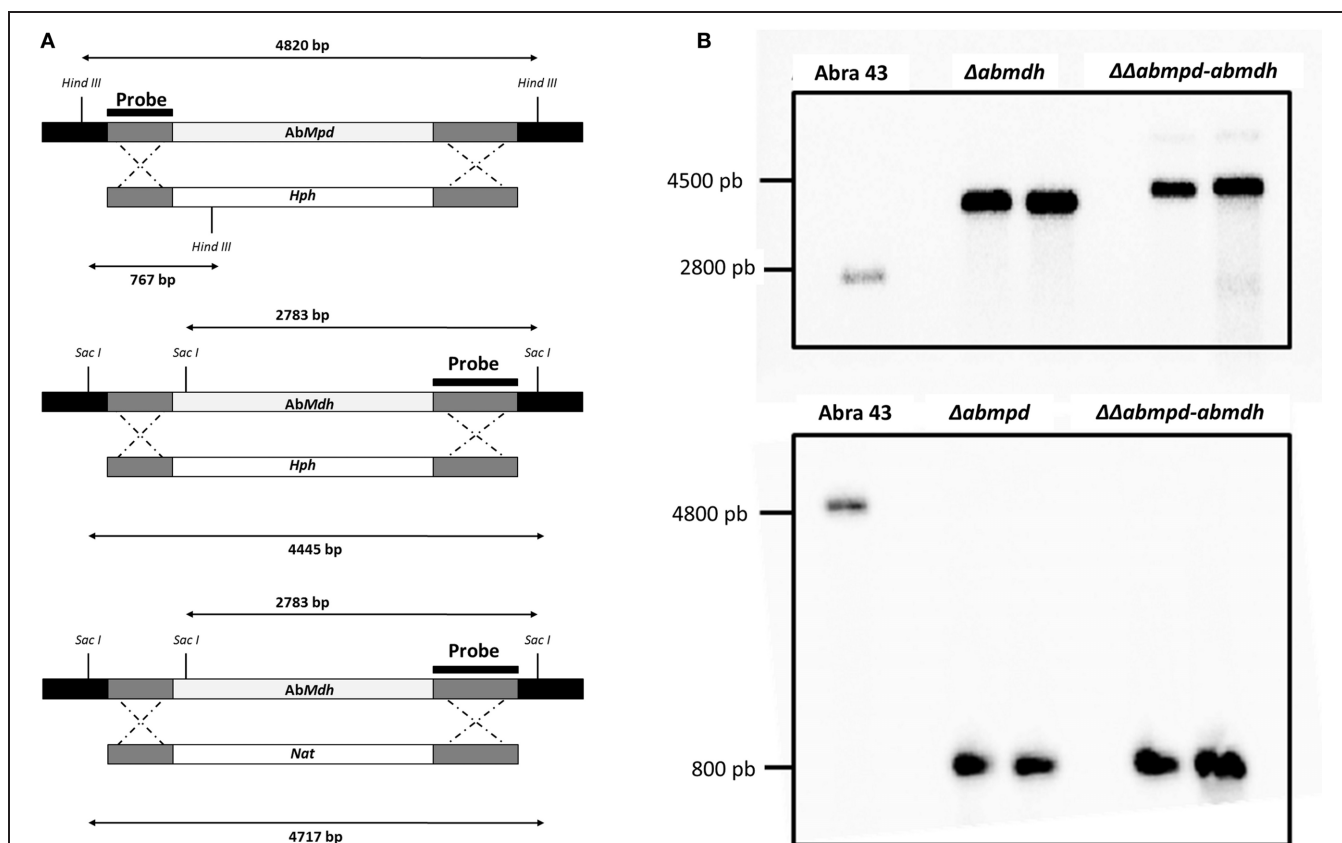 A
4820 bp
Hind III
Hind III
Probe
AbMpd
Hph
Hind III
767 bp
2783 bp
Sac I
Sac I
Sac I
Probe
AbMdh
Hph
4445 bp
2783 bp
Sac I
Sac I
Sac I
Probe
AbMdh
Nat
4717 bp
B
Abra 43
Δabmdh
ΔΔabmpd-abmdh
4500 pb
2800 pb
Abra 43
Δabmpd
ΔΔabmpd-abmdh
4800 pb
800 pb